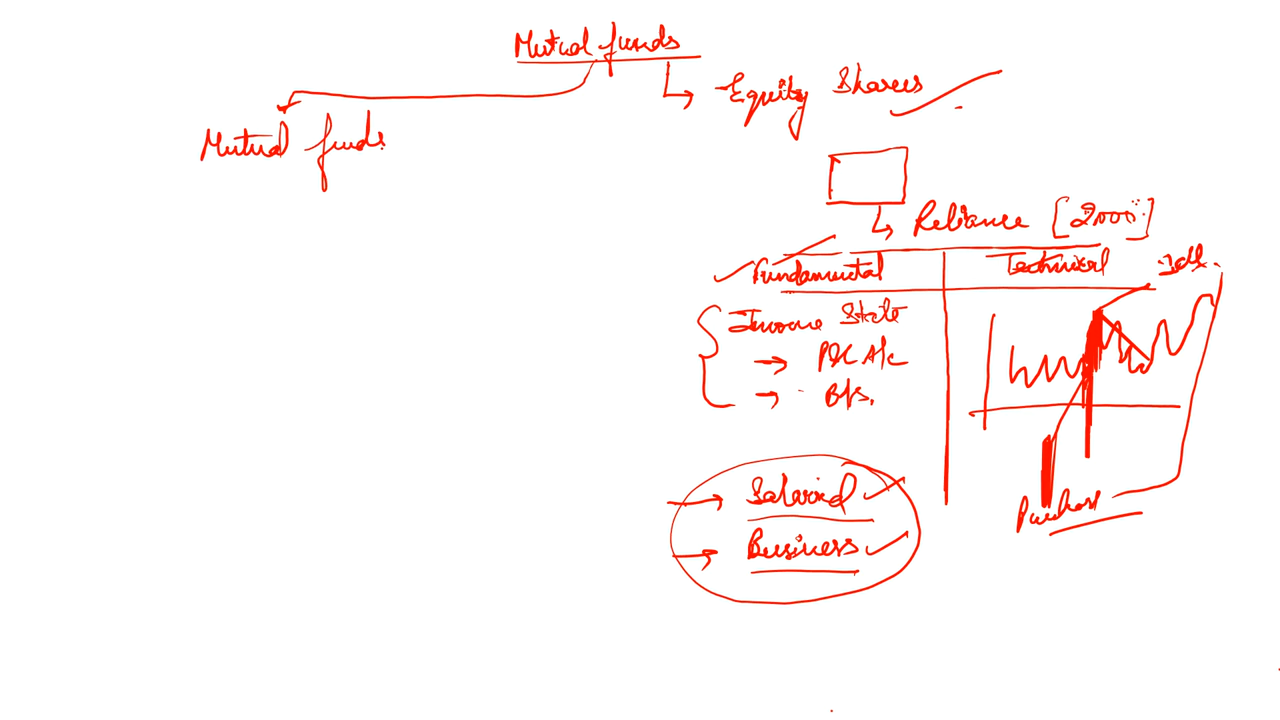 Mutual funds
Equity Shares
Mutual funds
Reliance [2000]
Fundamental
Technical
Sell
Income State
P&L A/c
B/s.
Salaried
Business
Purchase